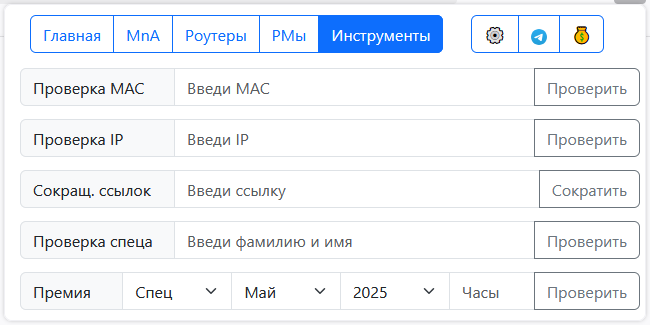 Главная MnA Роутеры РМы Инструменты
Проверка MAC Введи MAC Проверить
Проверка IP Введи IP Проверить
Сокращ. ссылок Введи ссылку Сократить
Проверка спеца Введи фамилию и имя Проверить
Премия Спец Май 2025 Часы Проверить